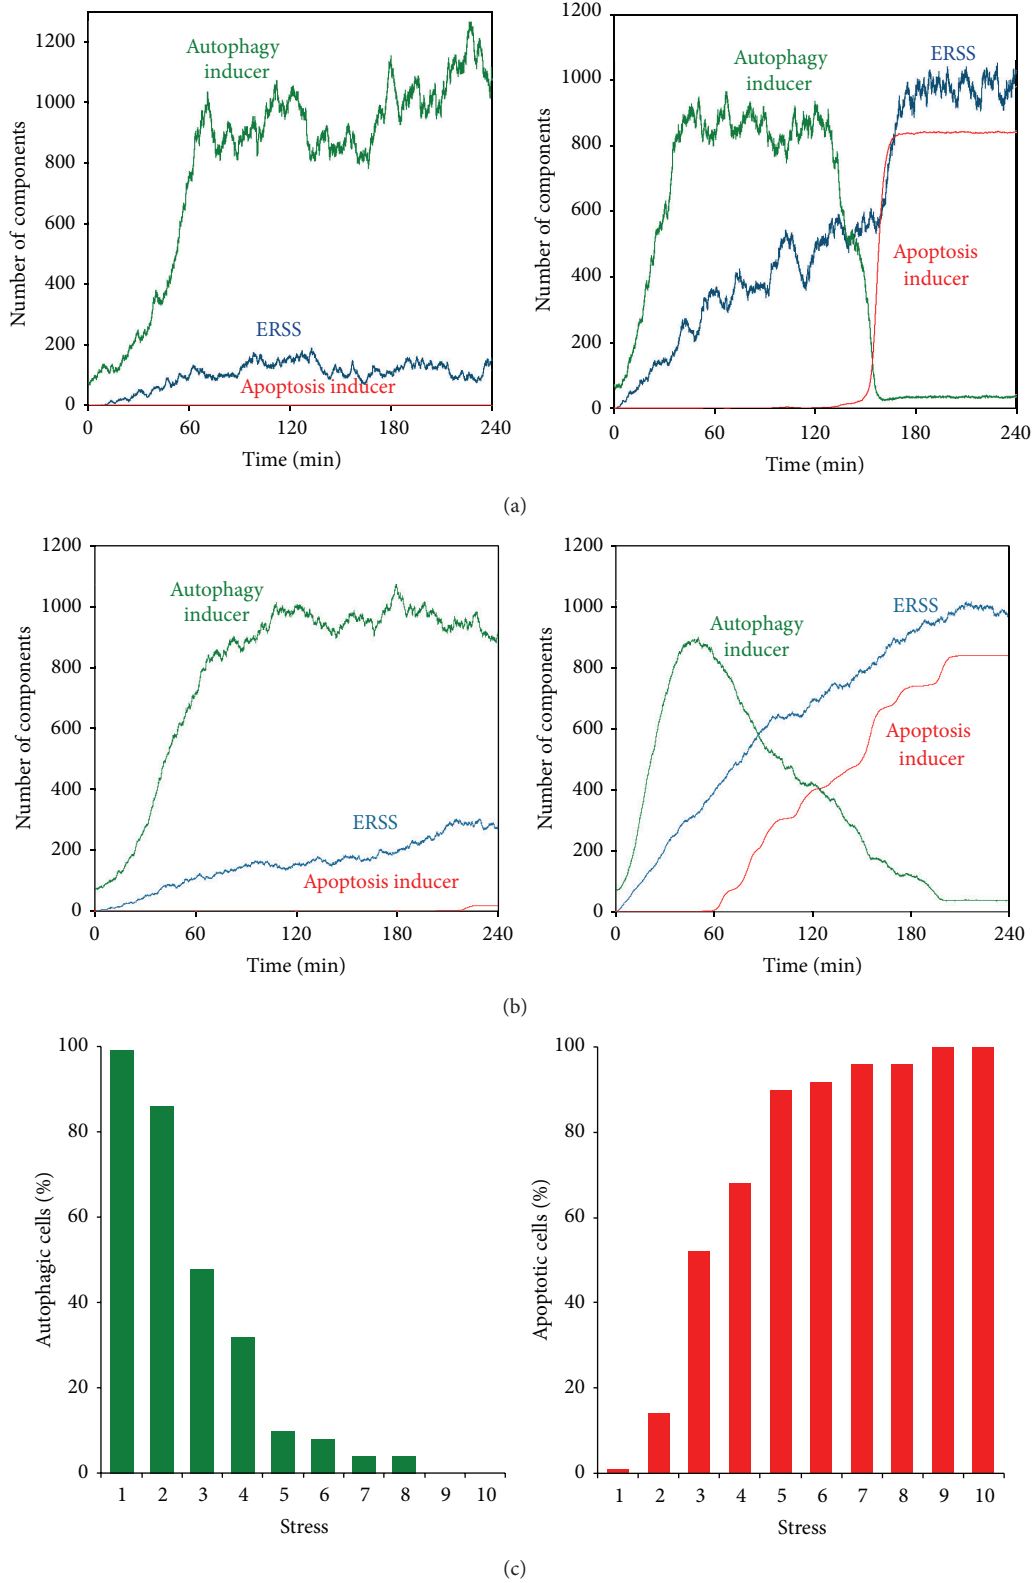 1200
1000
800
600
400
200
0
Number of components
Autophagy
inducer
ERSS
Apoptosis inducer
0 60 120 180 240
Time (min)
1200
1000
800
600
400
200
0
Number of components
Autophagy
inducer
ERSS
Apoptosis
inducer
0 60 120 180 240
Time (min)
(a)
1200
1000
800
600
400
200
0
Number of components
Autophagy
inducer
ERSS
Apoptosis inducer
0 60 120 180 240
Time (min)
1200
1000
800
600
400
200
0
Number of components
Autophagy
inducer
ERSS
Apoptosis
inducer
0 60 120 180 240
Time (min)
(b)
100
80
60
40
20
0
Autophagic cells (%)
1 2 3 4 5 6 7 8 9 10
Stress
100
80
60
40
20
0
Apoptotic cells (%)
1 2 3 4 5 6 7 8 9 10
Stress
(c)